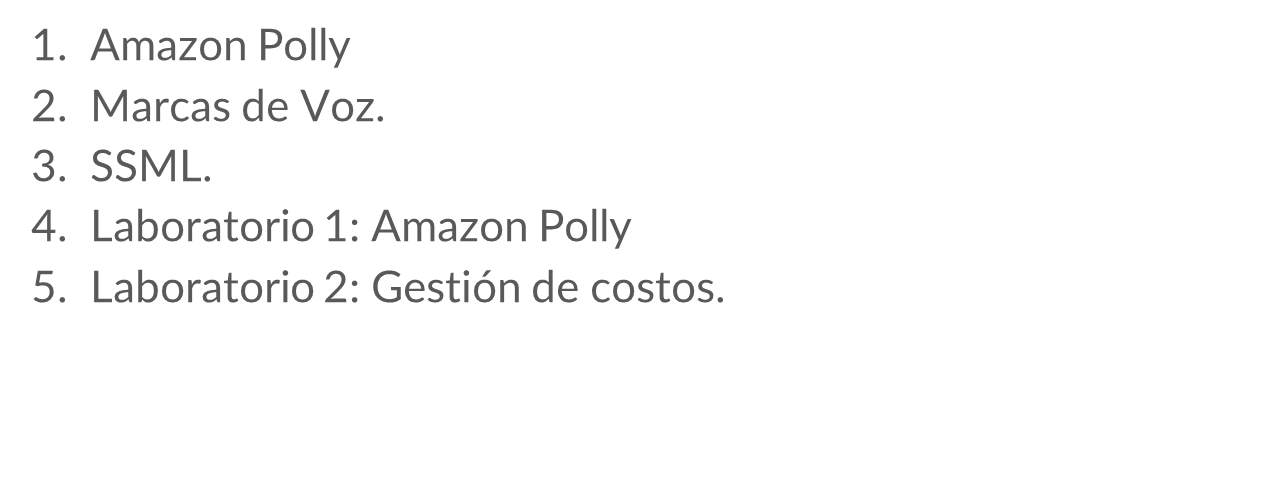 1. Amazon Polly
2. Marcas de Voz.
3. SSML.
4. Laboratorio 1: Amazon Polly
5. Laboratorio 2: Gestión de costos.